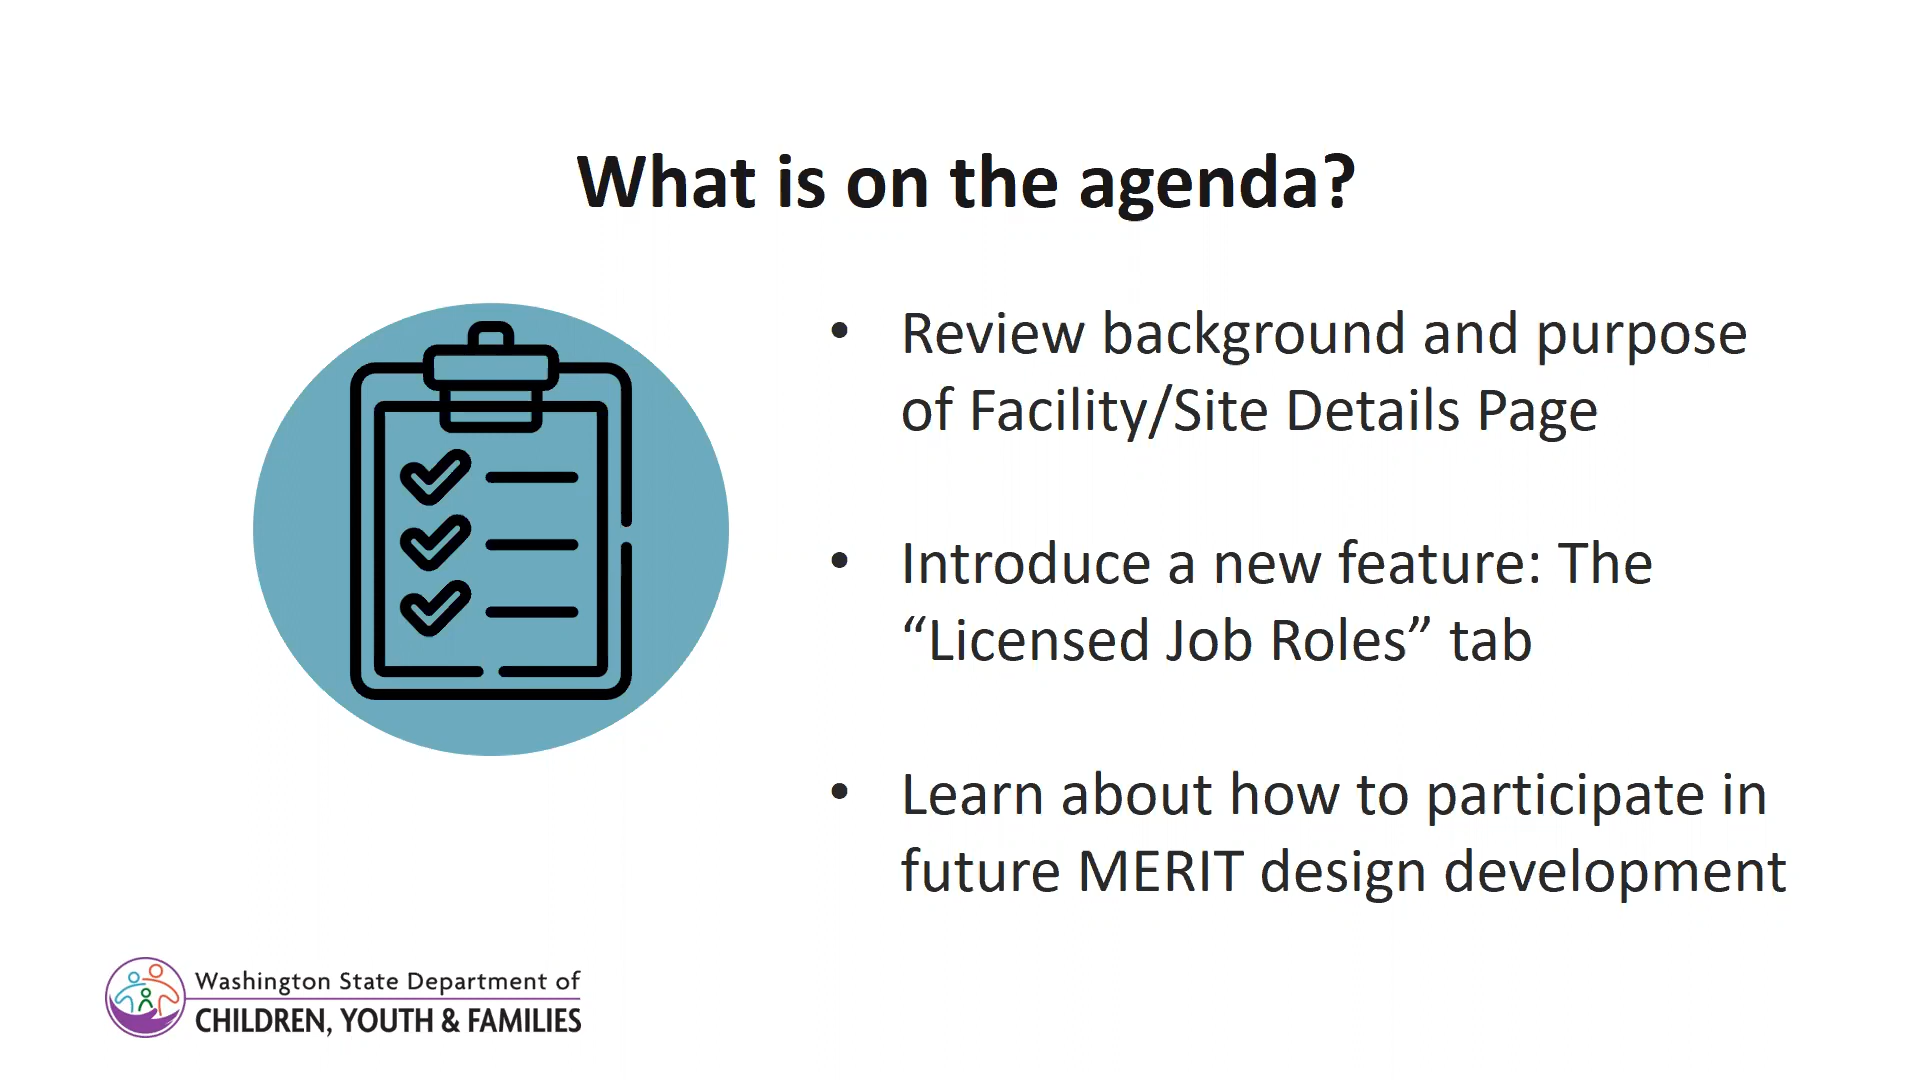 What is on the agenda?
• Review background and purpose
of Facility/Site Details Page
• Introduce a new feature: The
“Licensed Job Roles” tab
• Learn about how to participate in
future MERIT design development
Washington State Department of
CHILDREN, YOUTH & FAMILIES